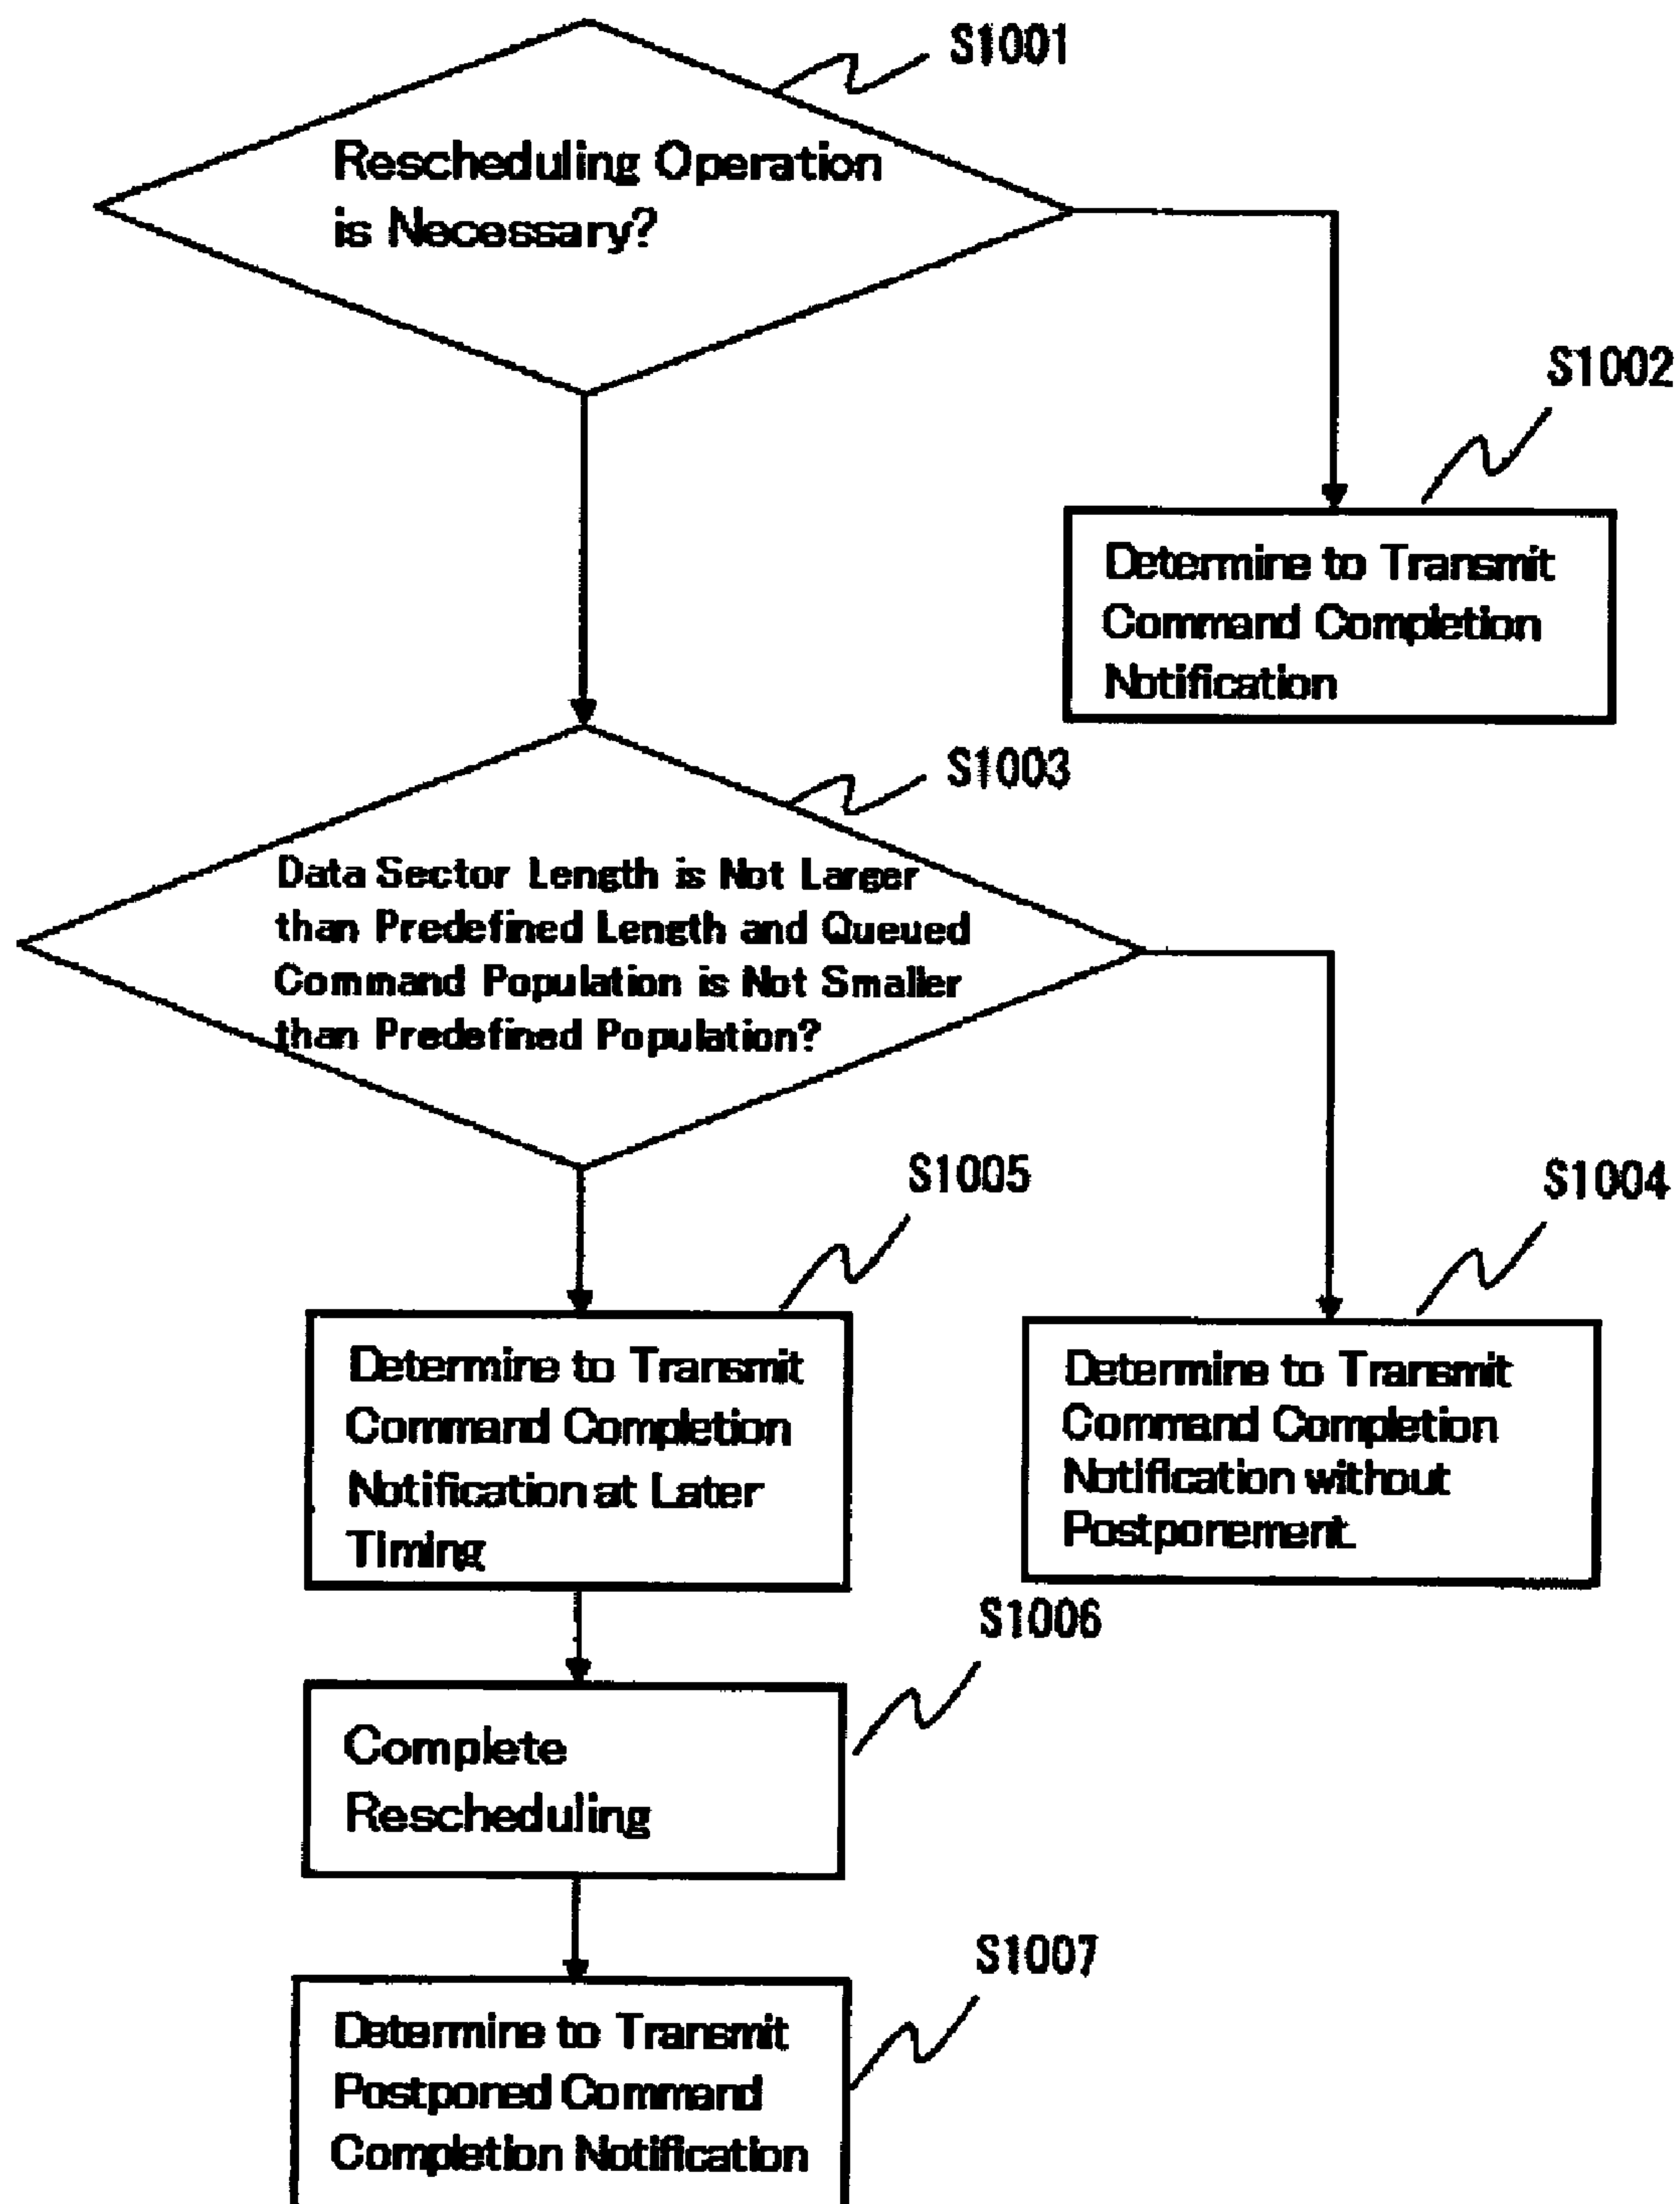 S1001
Rescheduling Operation
is Necessary?
S1002
Determine to Transmit
Command Completion
Notification
S1003
Data Sector Length is Not Larger
than Predefined Length and Queued
Command Population is Not Smaller
than Predefined Population?
S1005
Determine to Transmit
Command Completion
Notification at Later
Timing
S1004
Determine to Transmit
Command Completion
Notification without
Postponement.
S1006
Complete
Rescheduling
S1007
Determine to Transmit
Postponed Command
Completion Notification